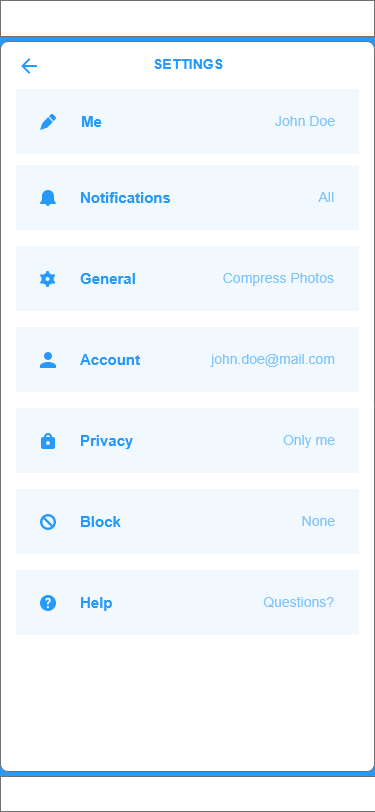 SETTINGS
Me John Doe
Notifications All
General Compress Photos
Account john.doe@mail.com
Privacy Only me
Block None
Help Questions?